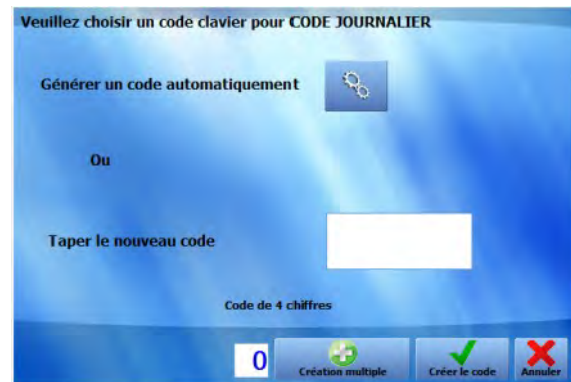 Veuillez choisir un code clavier pour CODE JOURNALIER
Générer un code automatiquement
Ou
Taper le nouveau code
Code de 4 chiffres
0
Création multiple
Créer le code
Annuler